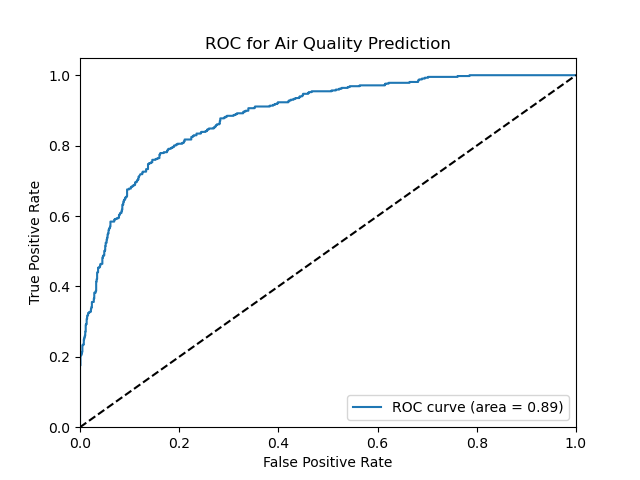 ROC for Air Quality Prediction
True Positive Rate
1.0
0.8
0.6
0.4
0.2
0.0
ROC curve (area = 0.89)
0.0 0.2 0.4 0.6 0.8 1.0
False Positive Rate